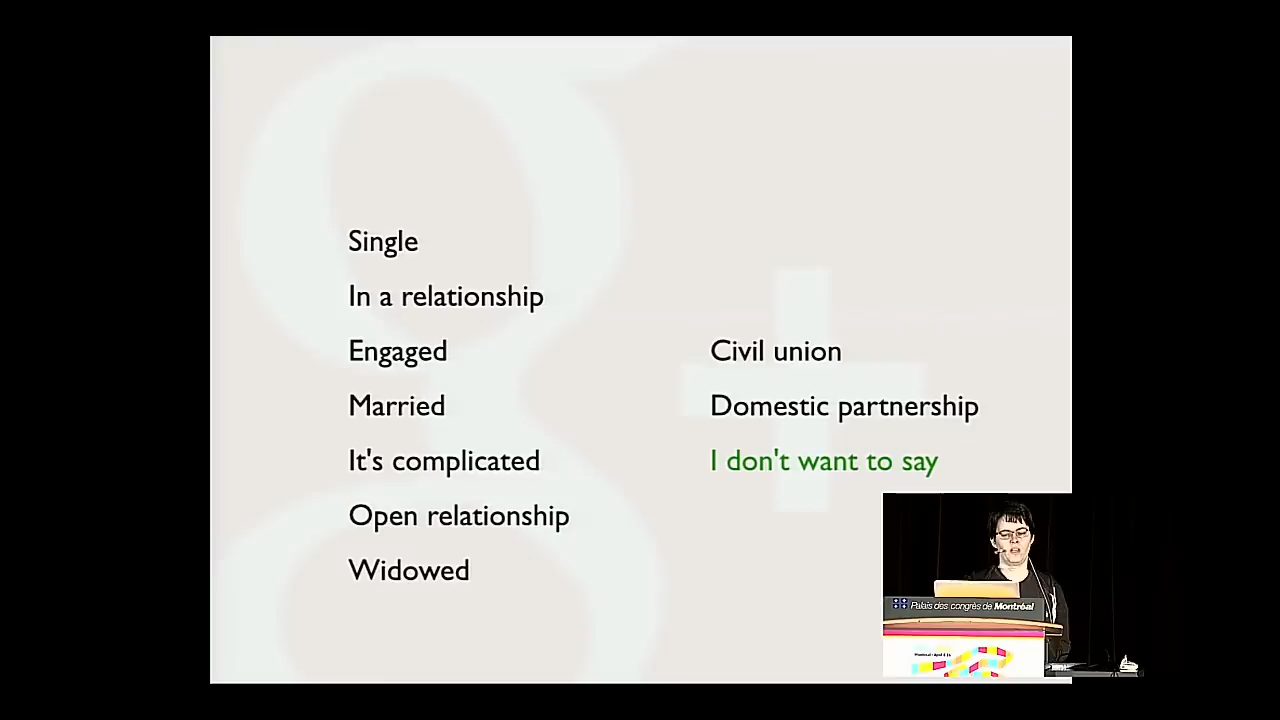 Single
In a relationship
Engaged
Married
It's complicated
Open relationship
Widowed
Civil union
Domestic partnership
I don't want to say
Palais des congrès de Montréal